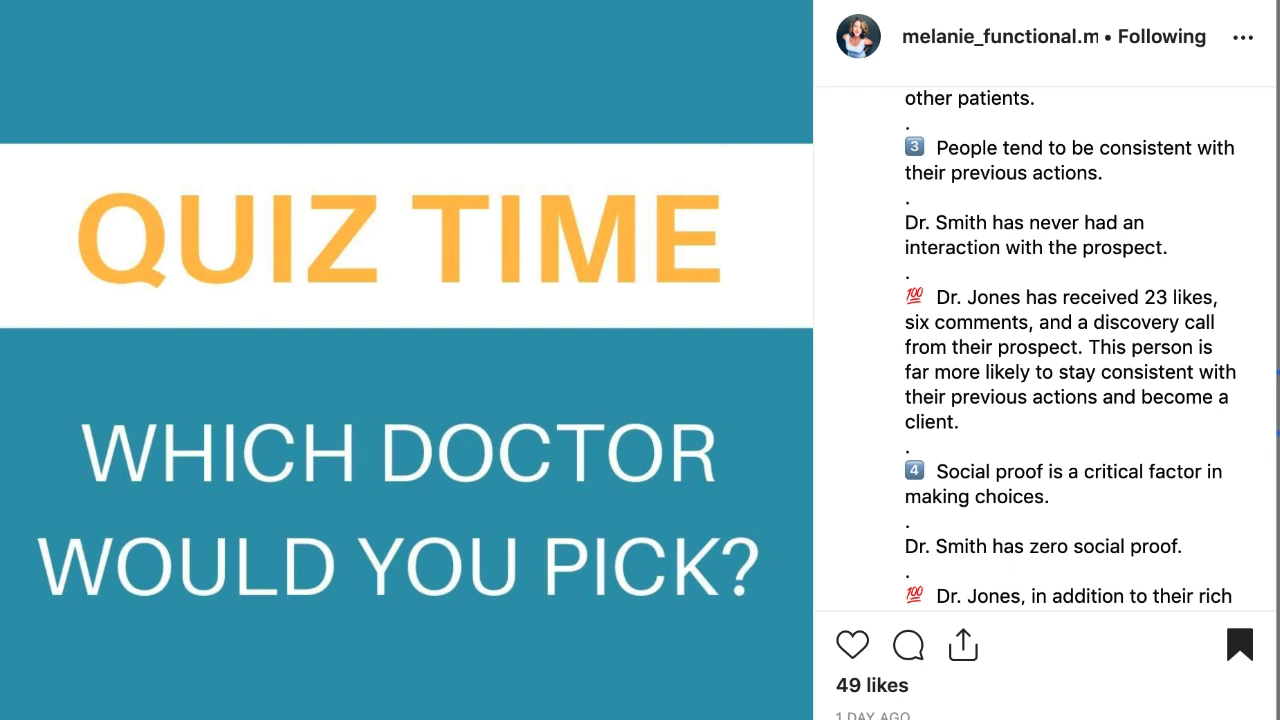 QUIZ TIME
WHICH DOCTOR
WOULD YOU PICK?
melanie_functional.m • Following
other patients.
.
3️⃣ People tend to be consistent with
their previous actions.
.
Dr. Smith has never had an
interaction with the prospect.
.
💯 Dr. Jones has received 23 likes,
six comments, and a discovery call
from their prospect. This person is
far more likely to stay consistent with
their previous actions and become a
client.
.
4️⃣ Social proof is a critical factor in
making choices.
.
Dr. Smith has zero social proof.
.
💯 Dr. Jones, in addition to their rich
49 likes
1 DAY AGO